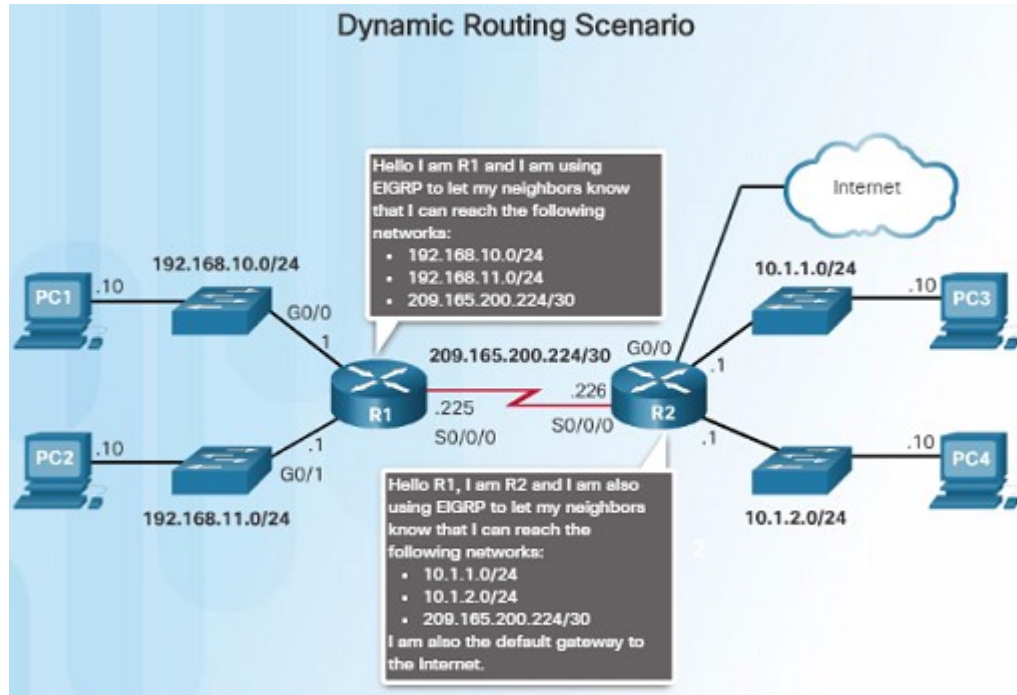 Dynamic Routing Scenario
Hello I am R1 and I am using
EIGRP to let my neighbors know
that I can reach the following
networks:
• 192.168.10.0/24
• 192.168.11.0/24
• 209.165.200.224/30
Internet
192.168.10.0/24
10.1.1.0/24
PC1
.10
.10
PC3
G0/0
1
209.165.200.224/30
G0/0
.1
R1
.225
S0/0/0
.226
S0/0/0
R2
PC2
.10
.1
G0/1
.1
.10
PC4
192.168.11.0/24
10.1.2.0/24
Hello R1, I am R2 and I am also
using EIGRP to let my neighbors
know that I can reach the
following networks:
• 10.1.1.0/24
• 10.1.2.0/24
• 209.165.200.224/30
I am also the default gateway to
the Internet.
2